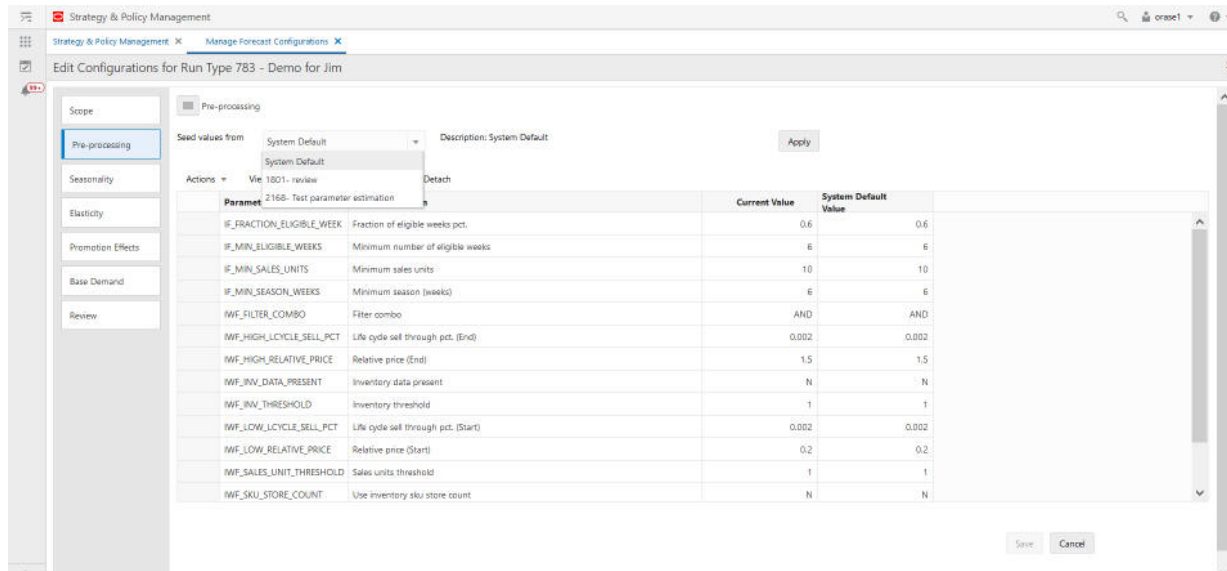 Strategy & Policy Management
orase1
Strategy & Policy Management X Manage Forecast Configurations X
Edit Configurations for Run Type 783 - Demo for Jim
99+
Scope
Pre-processing
Seasonality
Elasticity
Promotion Effects
Base Demand
Review
Pre-processing
Seed values from System Default Description: System Default Apply
System Default
1801- review
2168- Test parameter estimation
Actions Vie Detach
Paramet n Current Value System Default Value
IF_FRACTION_ELIGIBLE_WEEK Fraction of eligible weeks pct. 0.6 0.6
IF_MIN_ELIGIBLE_WEEKS Minimum number of eligible weeks 6 6
IF_MIN_SALES_UNITS Minimum sales units 10 10
IF_MIN_SEASON_WEEKS Minimum season (weeks) 6 6
IWF_FILTER_COMBO Filter combo AND AND
IWF_HIGH_LCYCLE_SELL_PCT Life cycle sell through pct. (End) 0.002 0.002
IWF_HIGH_RELATIVE_PRICE Relative price (End) 1.5 1.5
IWF_INV_DATA_PRESENT Inventory data present N N
IWF_INV_THRESHOLD Inventory threshold 1 1
IWF_LOW_LCYCLE_SELL_PCT Life cycle sell through pct. (Start) 0.002 0.002
IWF_LOW_RELATIVE_PRICE Relative price (Start) 0.2 0.2
IWF_SALES_UNIT_THRESHOLD Sales units threshold 1 1
IWF_SKU_STORE_COUNT Use inventory sku store count N N
Save Cancel